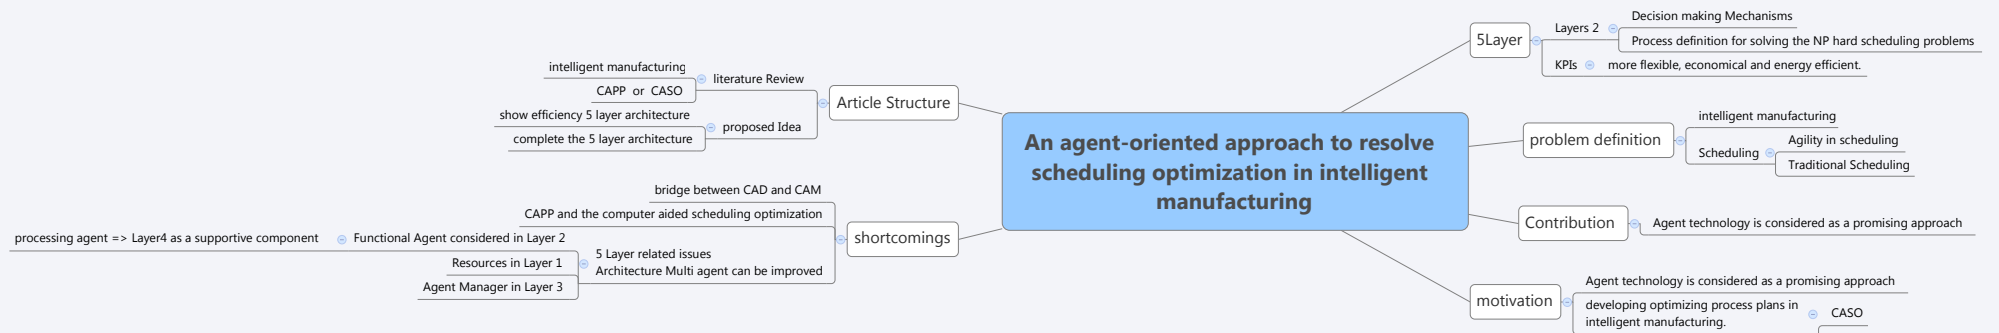 An agent-oriented approach to resolve
scheduling optimization in intelligent
manufacturing
5Layer
Layers 2
Decision making Mechanisms
Process definition for solving the NP hard scheduling problems
KPIs
more flexible, economical and energy efficient.
problem definition
intelligent manufacturing
Scheduling
Agility in scheduling
Traditional Scheduling
Contribution
Agent technology is considered as a promising approach
motivation
Agent technology is considered as a promising approach
developing optimizing process plans in
intelligent manufacturing.
CASO
Article Structure
literature Review
intelligent manufacturing
CAPP or CASO
proposed Idea
show efficiency 5 layer architecture
complete the 5 layer architecture
shortcomings
bridge between CAD and CAM
CAPP and the computer aided scheduling optimization
5 Layer related issues
Architecture Multi agent can be improved
Functional Agent considered in Layer 2
processing agent => Layer4 as a supportive component
Resources in Layer 1
Agent Manager in Layer 3